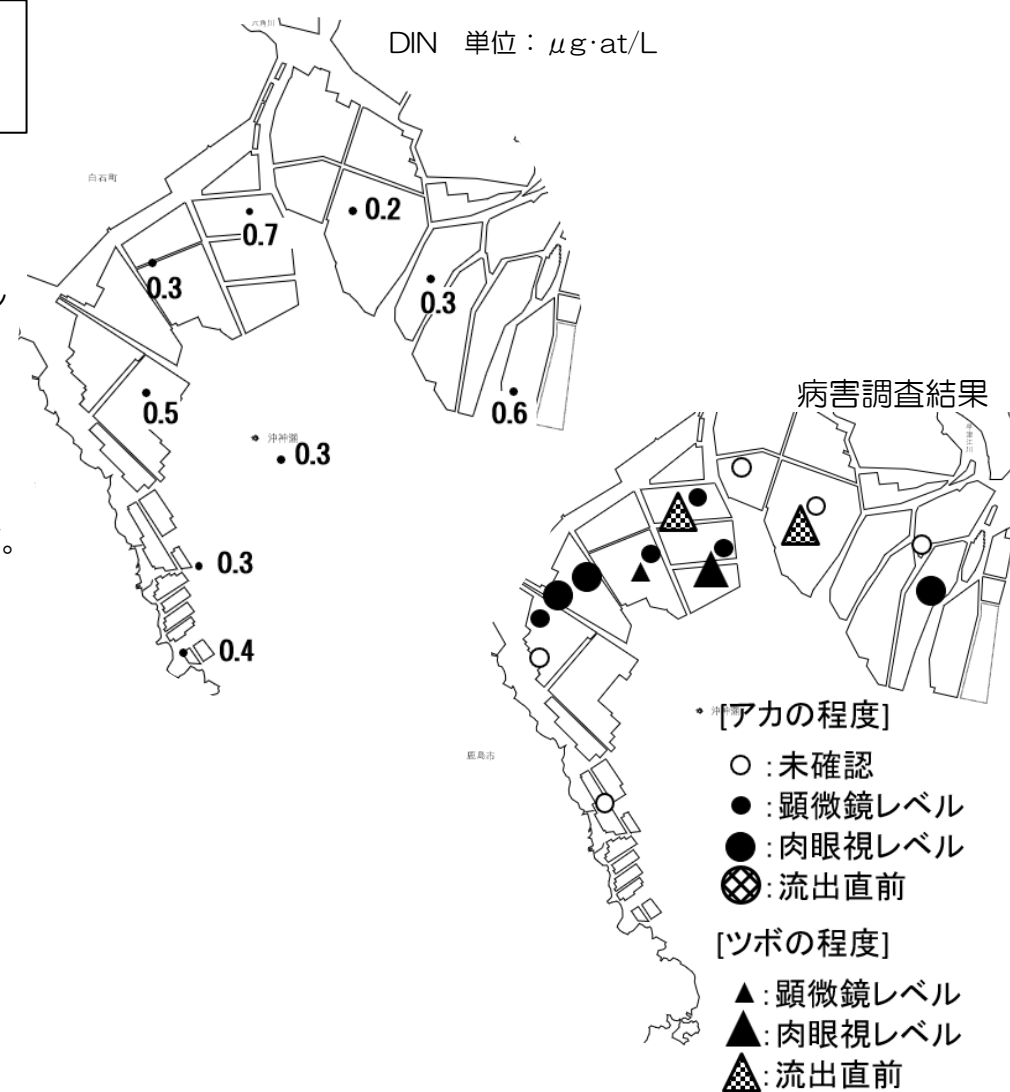 六角川
DIN 単位：μg·at/L
白石町
0.2
0.7
0.3
0.3
0.5
0.6
沖神瀬
0.3
0.3
0.4
鹿島市
病害調査結果
沖神瀬
[アカの程度]
○：未確認
●：顕微鏡レベル
●：肉眼視レベル
：流出直前
[ツボの程度]
▲：顕微鏡レベル
▲：肉眼視レベル
：流出直前
。